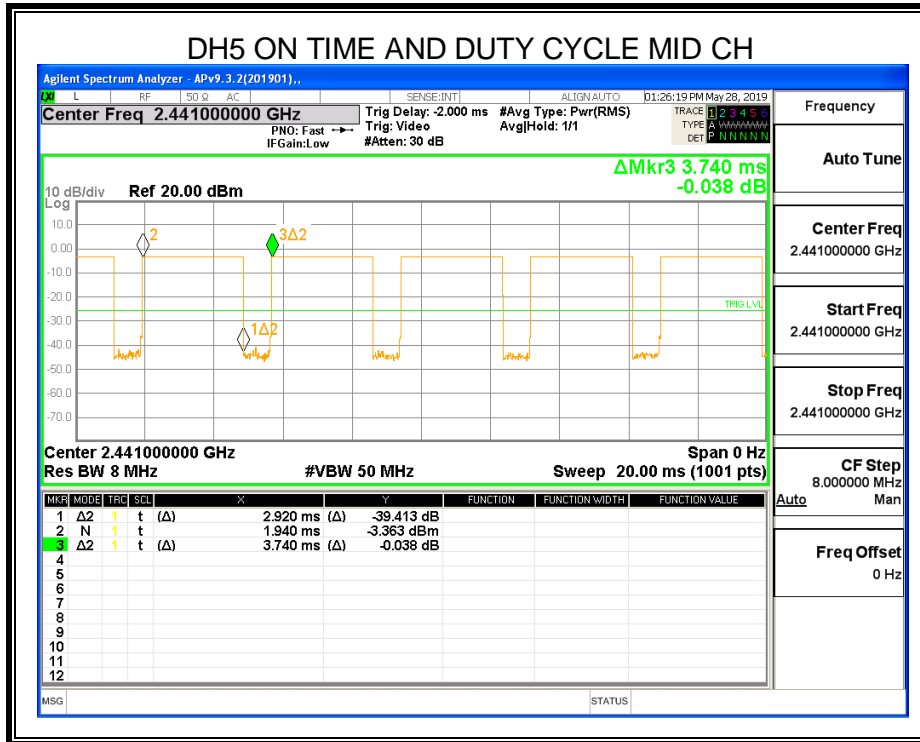 DH5 ON TIME AND DUTY CYCLE MID CH
Agilent Spectrum Analyzer - APv9.3.2(201901),,
LXI L RF 50 Ω AC SENSE:INT ALIGN AUTO 01:26:19 PM May 28, 2019
Center Freq 2.441000000 GHz
PNO: Fast
IFGain:Low
Trig Delay: -2.000 ms
Trig: Video
#Atten: 30 dB
#Avg Type: Pwr(RMS)
Avg|Hold: 1/1
TRACE 1 2 3 4 5 6
TYPE A WWWWWW
DET P N N N N N
ΔMkr3 3.740 ms
-0.038 dB
10 dB/div Ref 20.00 dBm
Log
10.0
0.00
-10.0
-20.0
-30.0
-40.0
-50.0
-60.0
-70.0
2
3Δ2
1Δ2
TRIG LVL
Center 2.441000000 GHz Span 0 Hz
Res BW 8 MHz #VBW 50 MHz Sweep 20.00 ms (1001 pts)
MKR MODE TRC SCL X Y FUNCTION FUNCTION WIDTH FUNCTION VALUE
1 Δ2 1 t (Δ) 2.920 ms (Δ) -39.413 dB
2 N 1 t 1.940 ms -3.363 dBm
3 Δ2 1 t (Δ) 3.740 ms (Δ) -0.038 dB
4
5
6
7
8
9
10
11
12
MSG STATUS
Frequency
Auto Tune
Center Freq
2.441000000 GHz
Start Freq
2.441000000 GHz
Stop Freq
2.441000000 GHz
CF Step
8.000000 MHz
Auto Man
Freq Offset
0 Hz